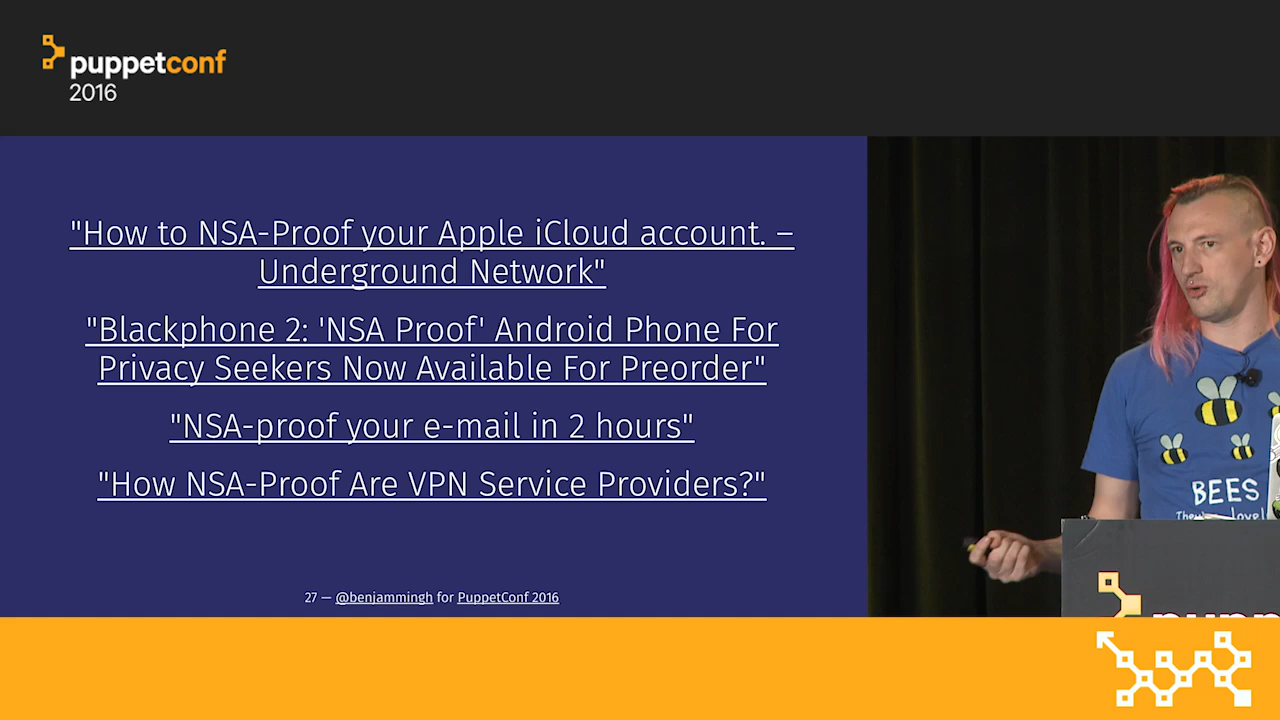 puppetconf
2016
"How to NSA-Proof your Apple iCloud account. –
Underground Network"
"Blackphone 2: 'NSA Proof' Android Phone For
Privacy Seekers Now Available For Preorder"
"NSA-proof your e-mail in 2 hours"
"How NSA-Proof Are VPN Service Providers?"
27 — @benjammingh for PuppetConf 2016
BEES